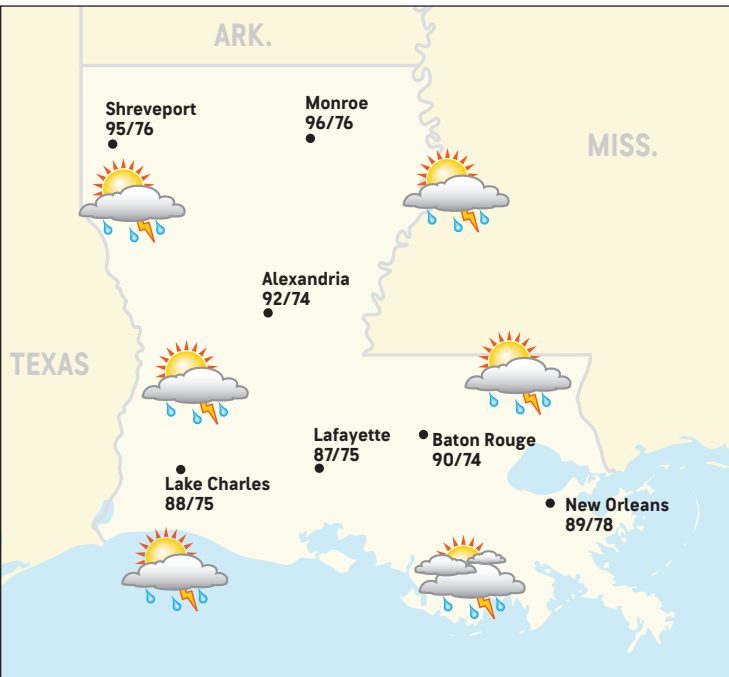 ARK.
Shreveport
95/76
Monroe
96/76
MISS.
Alexandria
92/74
TEXAS
Lafayette
87/75
Baton Rouge
90/74
Lake Charles
88/75
New Orleans
89/78